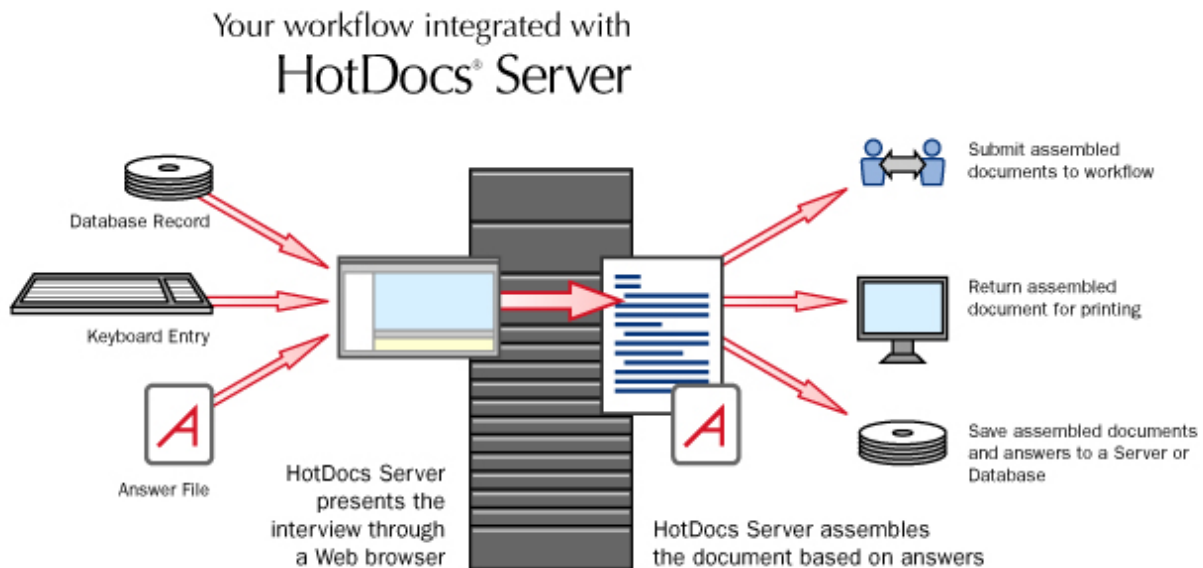 Your workflow integrated with
HotDocs® Server
Database Record
Keyboard Entry
Answer File
HotDocs Server
presents the
interview through
a Web browser
HotDocs Server assembles
the document based on answers
Submit assembled
documents to workflow
Return assembled
document for printing
Save assembled documents
and answers to a Server or
Database